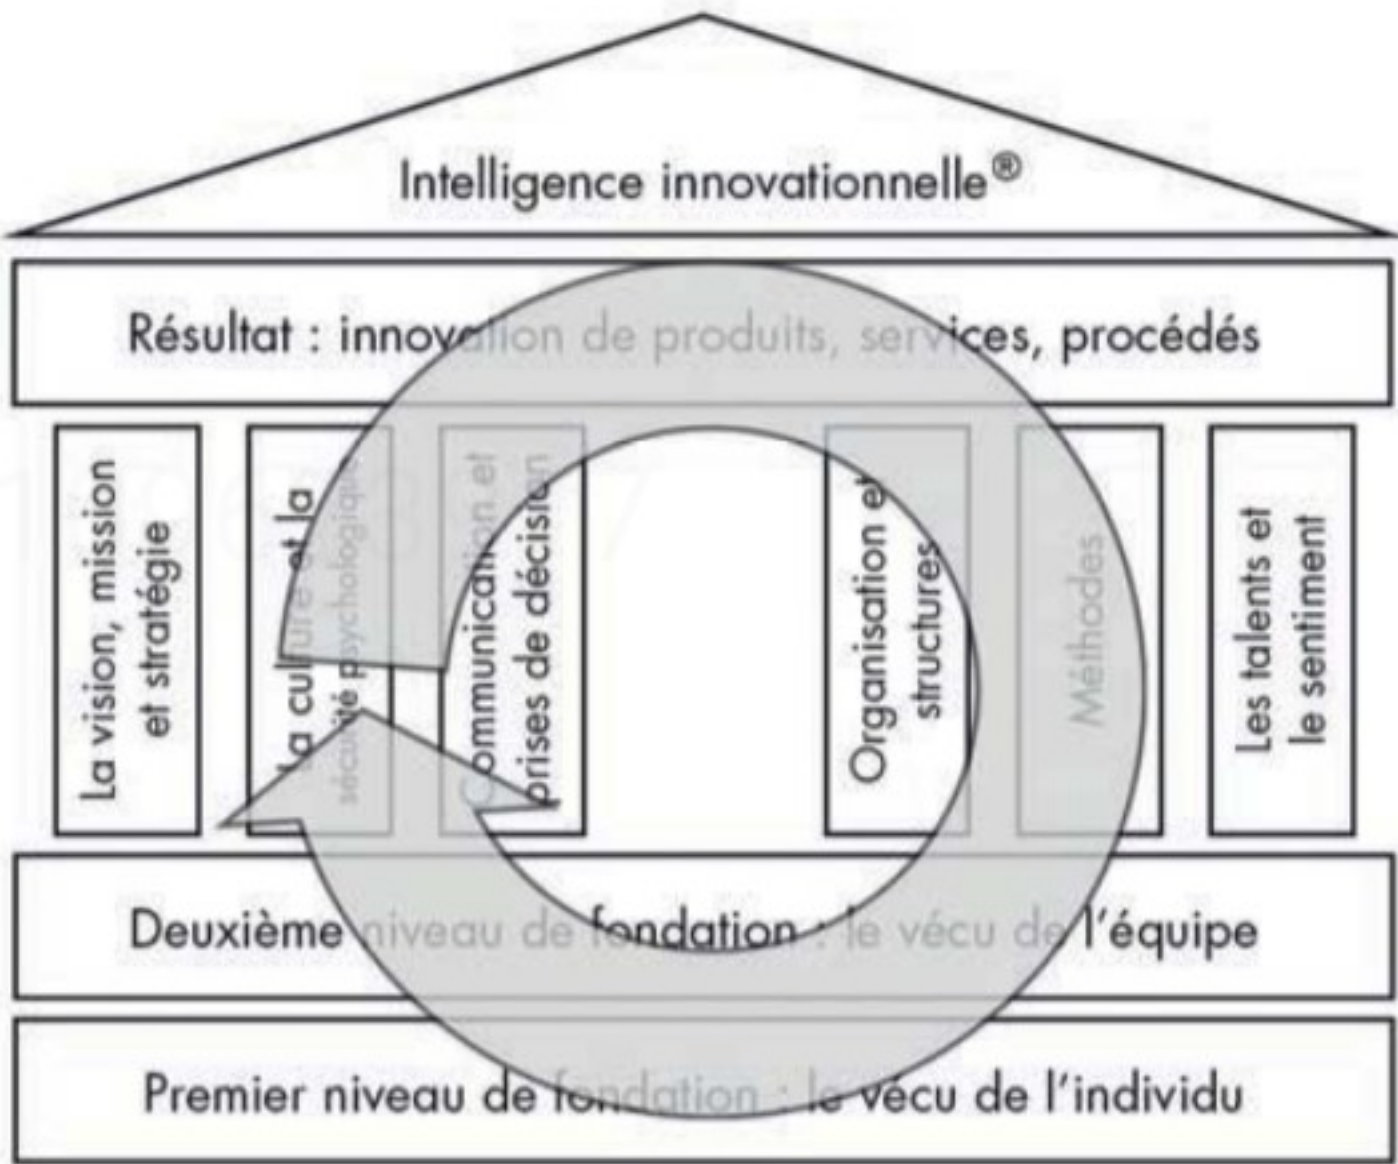 Intelligence innovationnelle®
Résultat : innovation de produits, services, procédés
La vision, mission
et stratégie
La culture et la
sécurité psychologique
Communication et
prises de décision
Organisation et
structures
Méthodes
Les talents et
le sentiment
Deuxième niveau de fondation : le vécu de l'équipe
Premier niveau de fondation : le vécu de l'individu